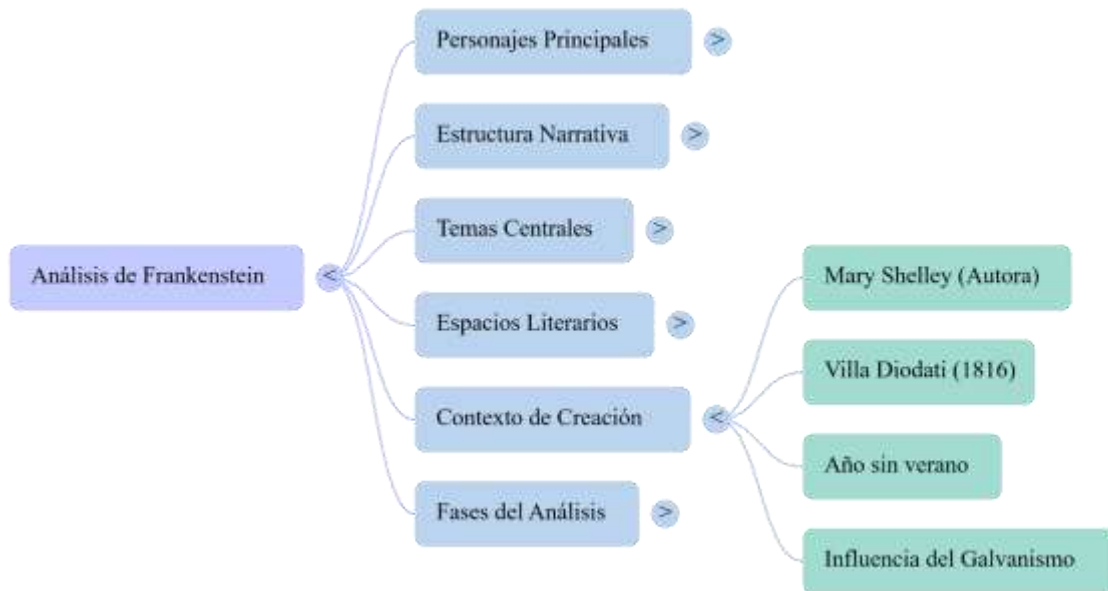 Análisis de Frankenstein
Personajes Principales
Estructura Narrativa
Temas Centrales
Espacios Literarios
Contexto de Creación
Fases del Análisis
Mary Shelley (Autora)
Villa Diodati (1816)
Año sin verano
Influencia del Galvanismo